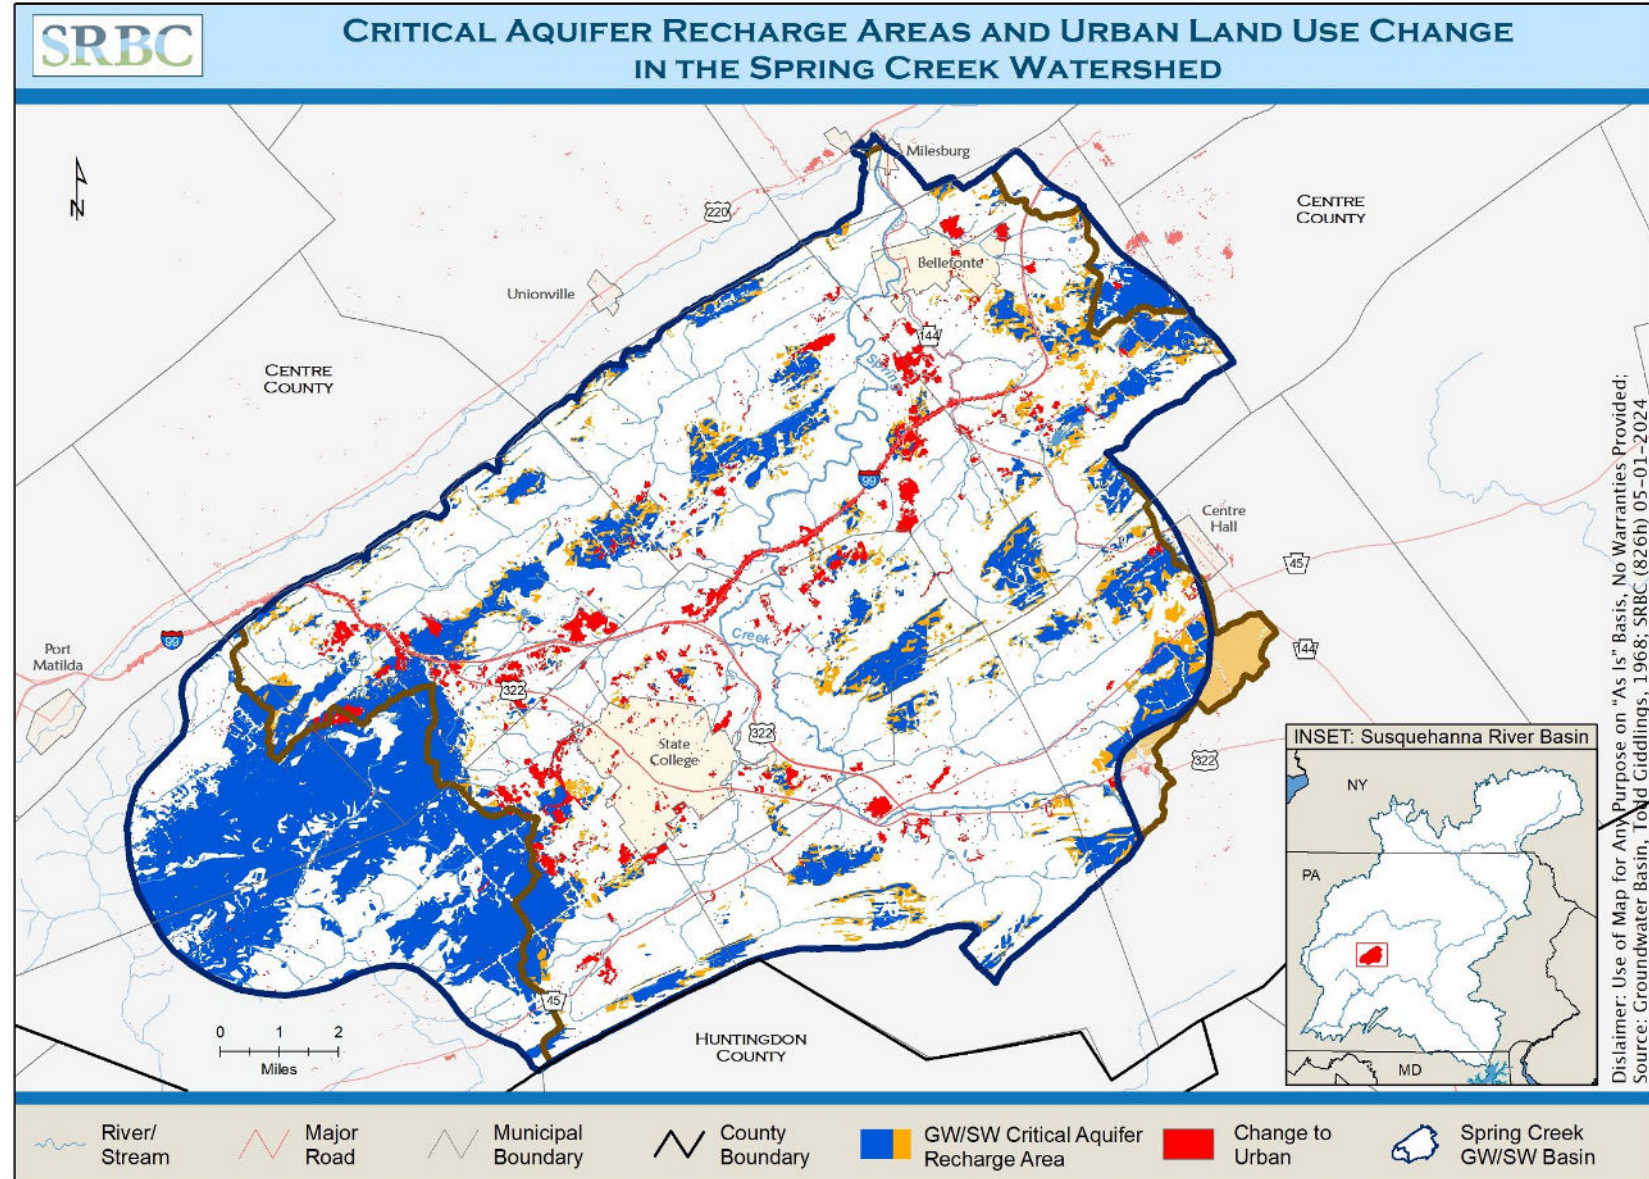 SRBC
CRITICAL AQUIFER RECHARGE AREAS AND URBAN LAND USE CHANGE
IN THE SPRING CREEK WATERSHED
N
Milesburg
220
CENTRE
COUNTY
Bellefonte
Unionville
144
Spring
CENTRE
COUNTY
99
Centre
Hall
45
99
Creek
Port
Matilda
144
322
State
College
322
322
INSET: Susquehanna River Basin
NY
PA
MD
45
0 1 2
Miles
HUNTINGDON
COUNTY
Dislaimer: Use of Map for Any Purpose on "As Is" Basis, No Warranties Provided;
Source: Groundwater Basin, Todd Giddings, 1968; SRBC (826h) 05-01-2024
River/
Stream
Major
Road
Municipal
Boundary
County
Boundary
GW/SW Critical Aquifer
Recharge Area
Change to
Urban
Spring Creek
GW/SW Basin